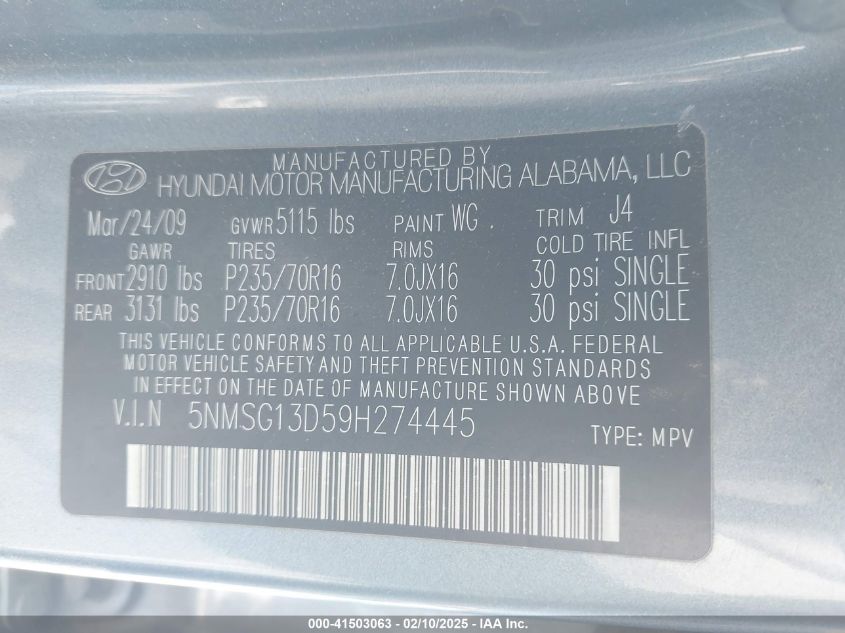 MANUFACTURED BY
HYUNDAI MOTOR MANUFACTURING ALABAMA, LLC
Mar/24/09 GVWR 5115 lbs PAINT WG . TRIM J4
GAWR TIRES RIMS COLD TIRE INFL
FRONT 2910 lbs P235/70R16 7.0JX16 30 psi SINGLE
REAR 3131 lbs P235/70R16 7.0JX16 30 psi SINGLE
THIS VEHICLE CONFORMS TO ALL APPLICABLE U.S.A. FEDERAL
MOTOR VEHICLE SAFETY AND THEFT PREVENTION STANDARDS
IN EFFECT ON THE DATE OF MANUFACTURE SHOWN ABOVE
V.I.N 5NMSG13D59H274445 TYPE: MPV
000-41503063 - 02/10/2025 - IAA Inc.